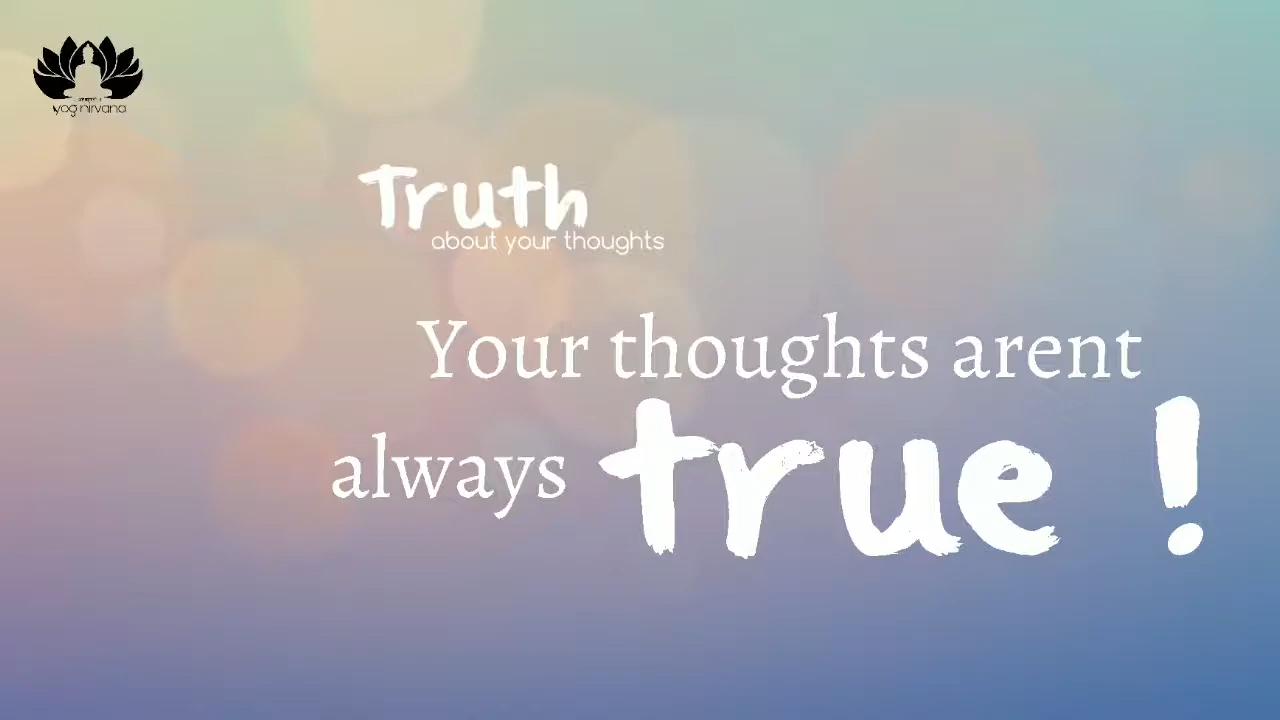 yog nirvana
Truth
about your thoughts
Your thoughts arent
always true !